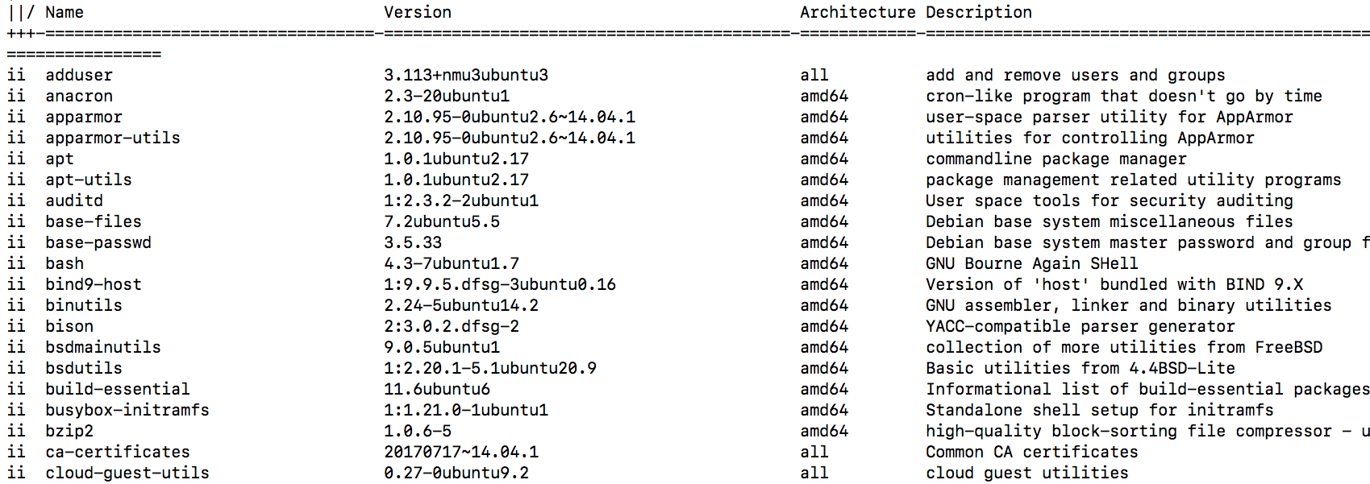 ||/ Name Version Architecture Description
+++-==================================-==========================================-============-===============================================
================
ii adduser 3.113+nmu3ubuntu3 all add and remove users and groups
ii anacron 2.3-20ubuntu1 amd64 cron-like program that doesn't go by time
ii apparmor 2.10.95-0ubuntu2.6~14.04.1 amd64 user-space parser utility for AppArmor
ii apparmor-utils 2.10.95-0ubuntu2.6~14.04.1 amd64 utilities for controlling AppArmor
ii apt 1.0.1ubuntu2.17 amd64 commandline package manager
ii apt-utils 1.0.1ubuntu2.17 amd64 package management related utility programs
ii auditd 1:2.3.2-2ubuntu1 amd64 User space tools for security auditing
ii base-files 7.2ubuntu5.5 amd64 Debian base system miscellaneous files
ii base-passwd 3.5.33 amd64 Debian base system master password and group f
ii bash 4.3-7ubuntu1.7 amd64 GNU Bourne Again SHell
ii bind9-host 1:9.9.5.dfsg-3ubuntu0.16 amd64 Version of 'host' bundled with BIND 9.X
ii binutils 2.24-5ubuntu14.2 amd64 GNU assembler, linker and binary utilities
ii bison 2:3.0.2.dfsg-2 amd64 YACC-compatible parser generator
ii bsdmainutils 9.0.5ubuntu1 amd64 collection of more utilities from FreeBSD
ii bsdutils 1:2.20.1-5.1ubuntu20.9 amd64 Basic utilities from 4.4BSD-Lite
ii build-essential 11.6ubuntu6 amd64 Informational list of build-essential packages
ii busybox-initramfs 1:1.21.0-1ubuntu1 amd64 Standalone shell setup for initramfs
ii bzip2 1.0.6-5 amd64 high-quality block-sorting file compressor - u
ii ca-certificates 20170717~14.04.1 all Common CA certificates
ii cloud-guest-utils 0.27-0ubuntu9.2 all cloud guest utilities